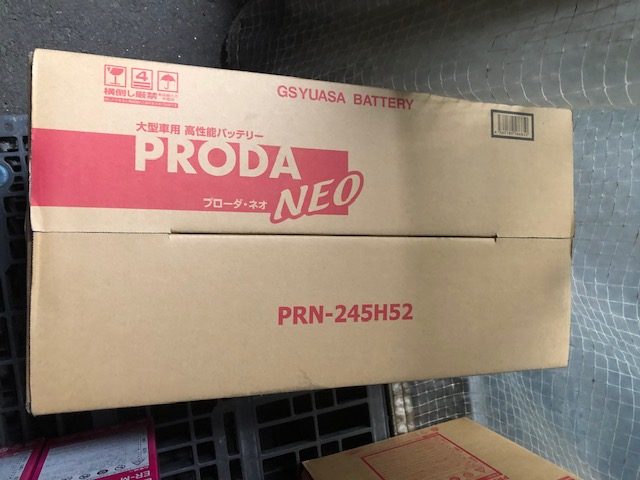 4
横倒し厳禁
GSYUASA BATTERY
大型車用 高性能バッテリー
PRODA
NEO
プローダ・ネオ
PRN-245H52
ER-M